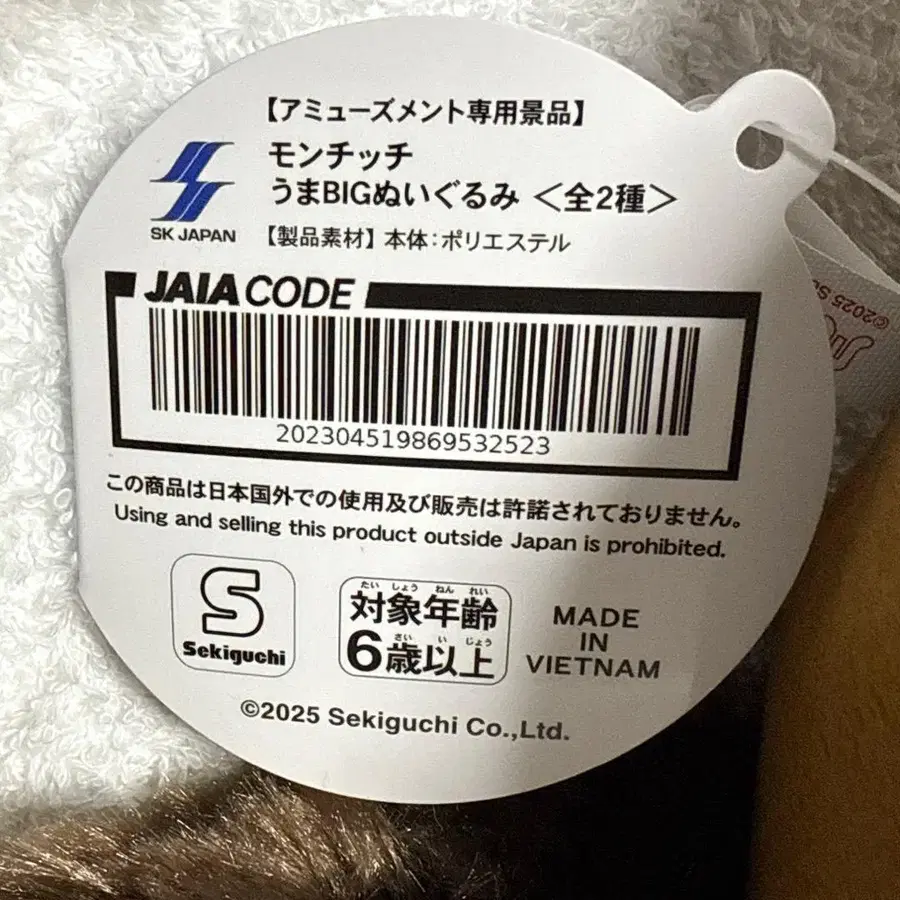 【アミューズメント専用景品】
モンチッチ
うまBIGぬいぐるみ <全2種>
SK JAPAN
【製品素材】本体:ポリエステル
JAIA CODE
202304519869532523
この商品は日本国外での使用及び販売は許諾されておりません。
Using and selling this product outside Japan is prohibited.
S
Sekiguchi
たいしょうねんれい
対象年齢
さいいじょう
6歳以上
MADE
IN
VIETNAM
©2025 Sekiguchi Co.,Ltd.
©2025 S